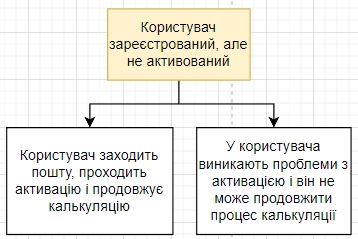 Користувач
зареєстрований, але
не активований
Користувач заходить
пошту, проходить
активацію і продовжує
калькуляцію
У користувача
виникають проблеми з
активацією і він не
може продовжити
процес калькуляції